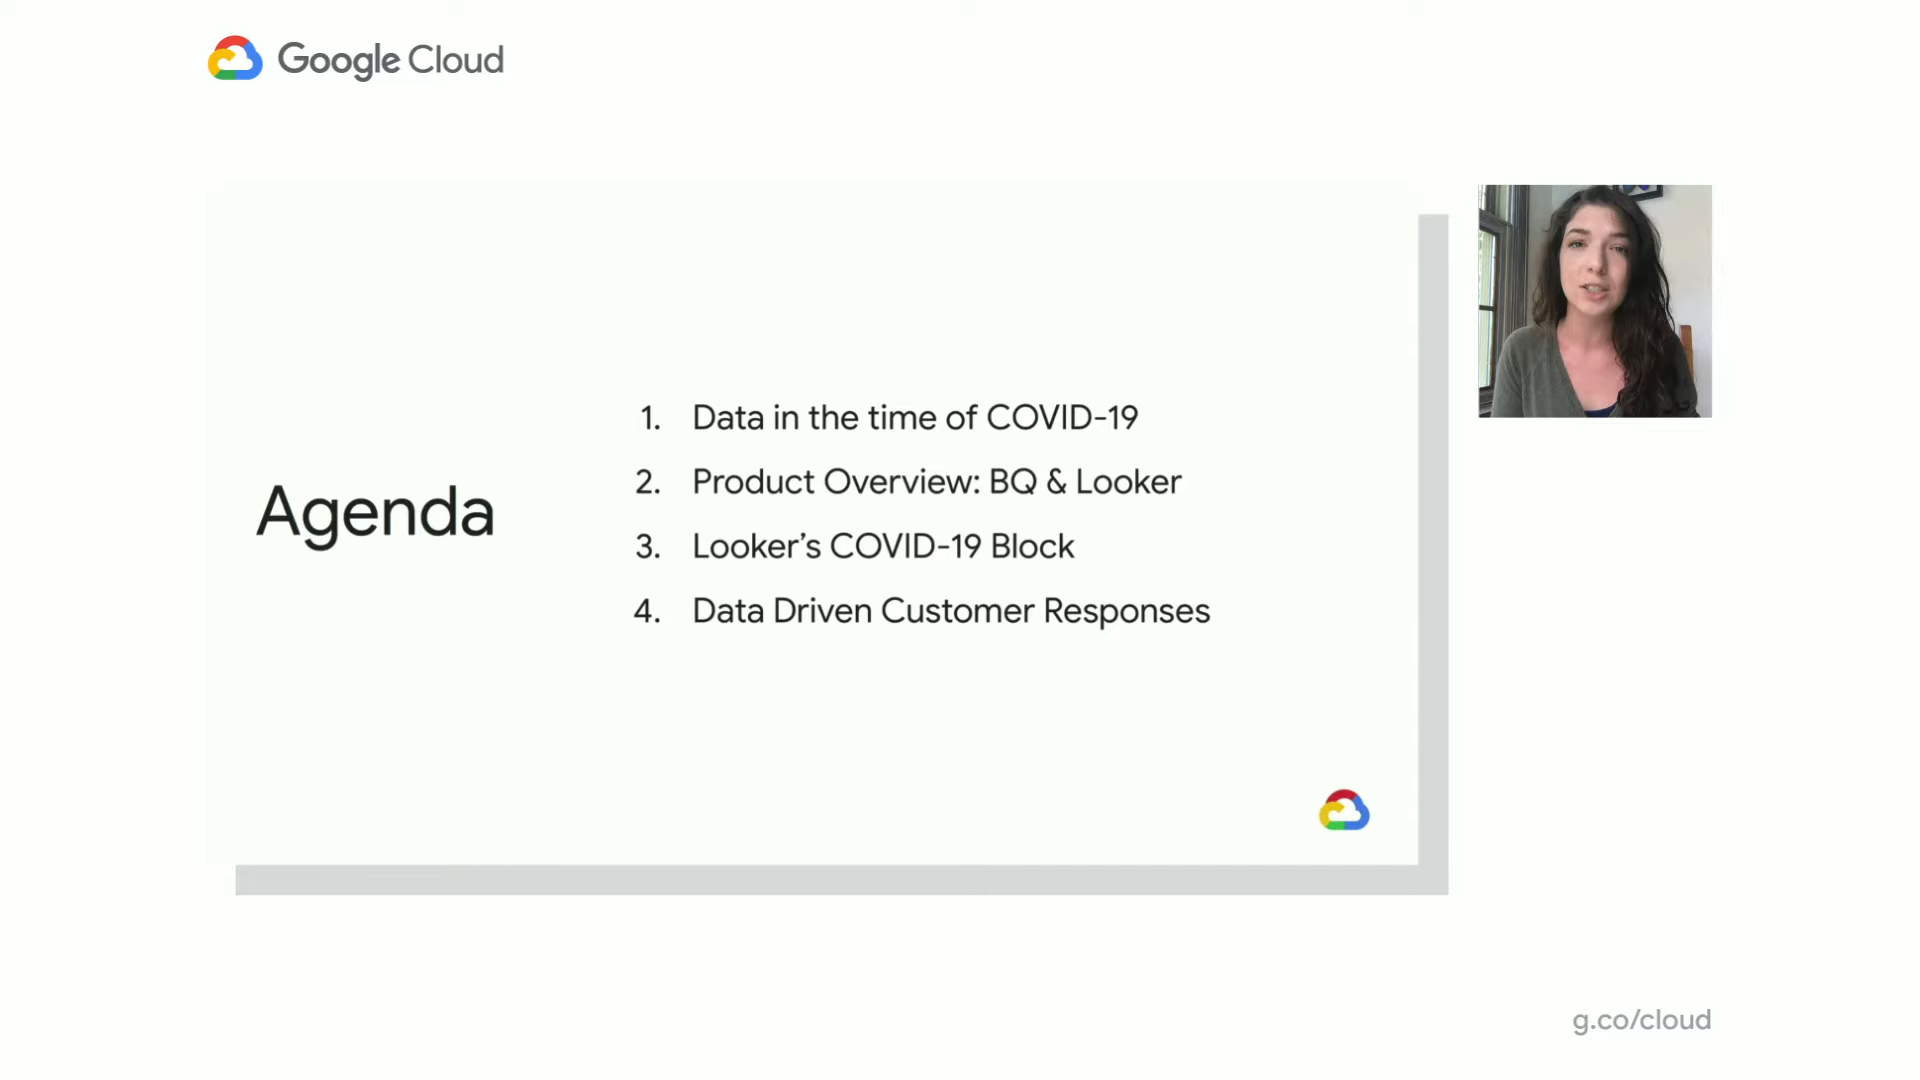 Google Cloud
Agenda
1. Data in the time of COVID-19
2. Product Overview: BQ & Looker
3. Looker’s COVID-19 Block
4. Data Driven Customer Responses
g.co/cloud